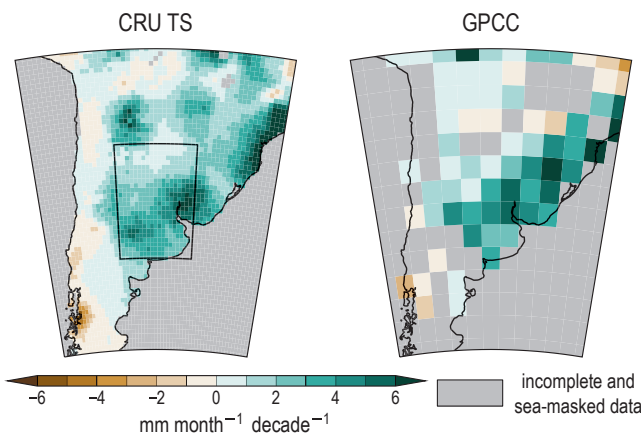 CRU TS
GPCC
−6 −4 −2 0 2 4 6
mm month⁻¹ decade⁻¹
incomplete and
sea-masked data